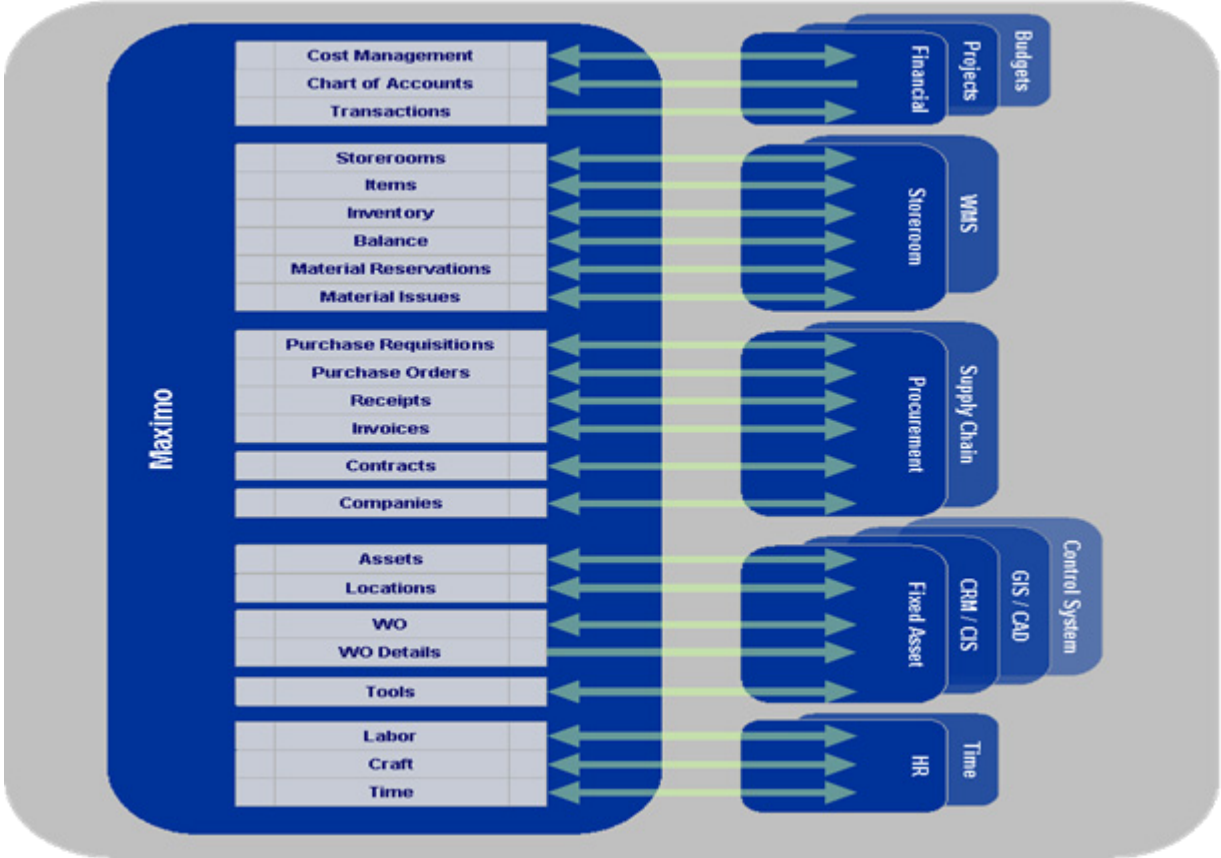 Maximo
Cost Management
Chart of Accounts
Transactions
Storerooms
Items
Inventory
Balance
Material Reservations
Material Issues
Purchase Requisitions
Purchase Orders
Receipts
Invoices
Contracts
Companies
Assets
Locations
WO
WO Details
Tools
Labor
Craft
Time
Financial
Projects
Budgets
Storeroom
WMS
Procurement
Supply Chain
Fixed Asset
CRM / CIS
GIS / CAD
Control System
HR
Time